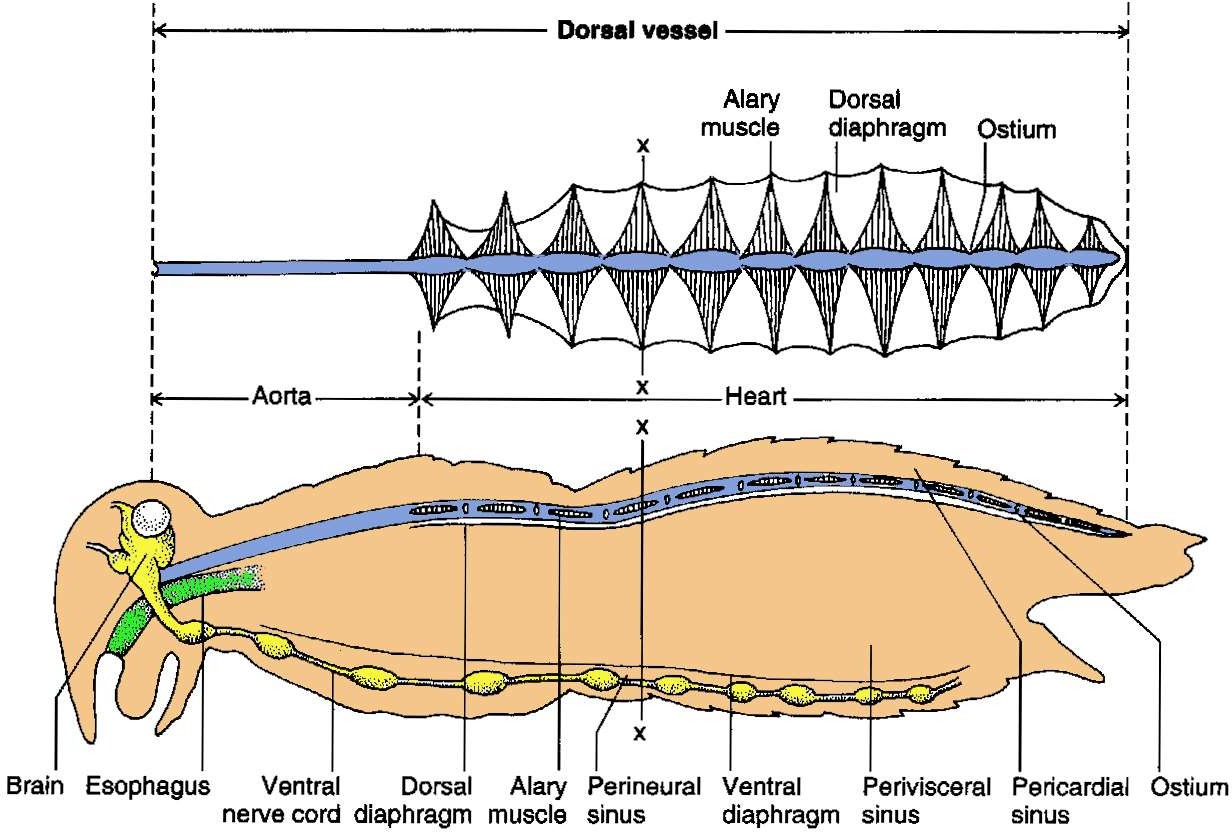 Dorsal vessel
Alary
muscle
Dorsal
diaphragm
Ostium
x
x
Aorta
Heart
x
x
Brain
Esophagus
Ventral
nerve cord
Dorsal
diaphragm
Alary
muscle
Perineural
sinus
Ventral
diaphragm
Perivisceral
sinus
Pericardial
sinus
Ostium